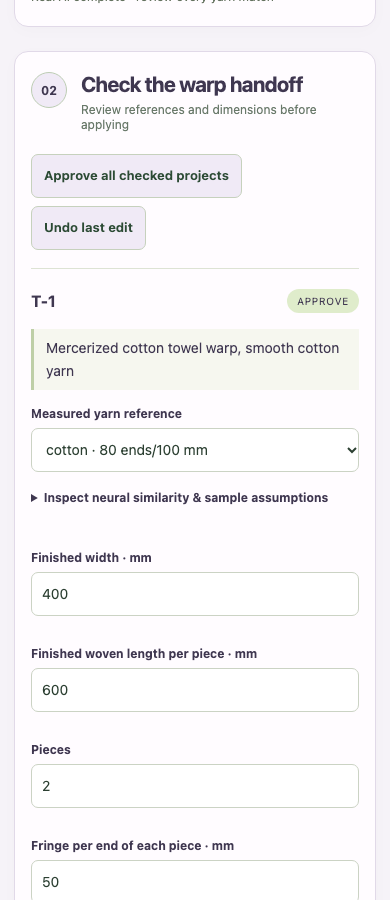 02
Check the warp handoff
Review references and dimensions before
applying
Approve all checked projects
Undo last edit
T-1
APPROVE
Mercerized cotton towel warp, smooth cotton
yarn
Measured yarn reference
cotton · 80 ends/100 mm
Inspect neural similarity & sample assumptions
Finished width · mm
400
Finished woven length per piece · mm
600
Pieces
2
Fringe per end of each piece · mm
50